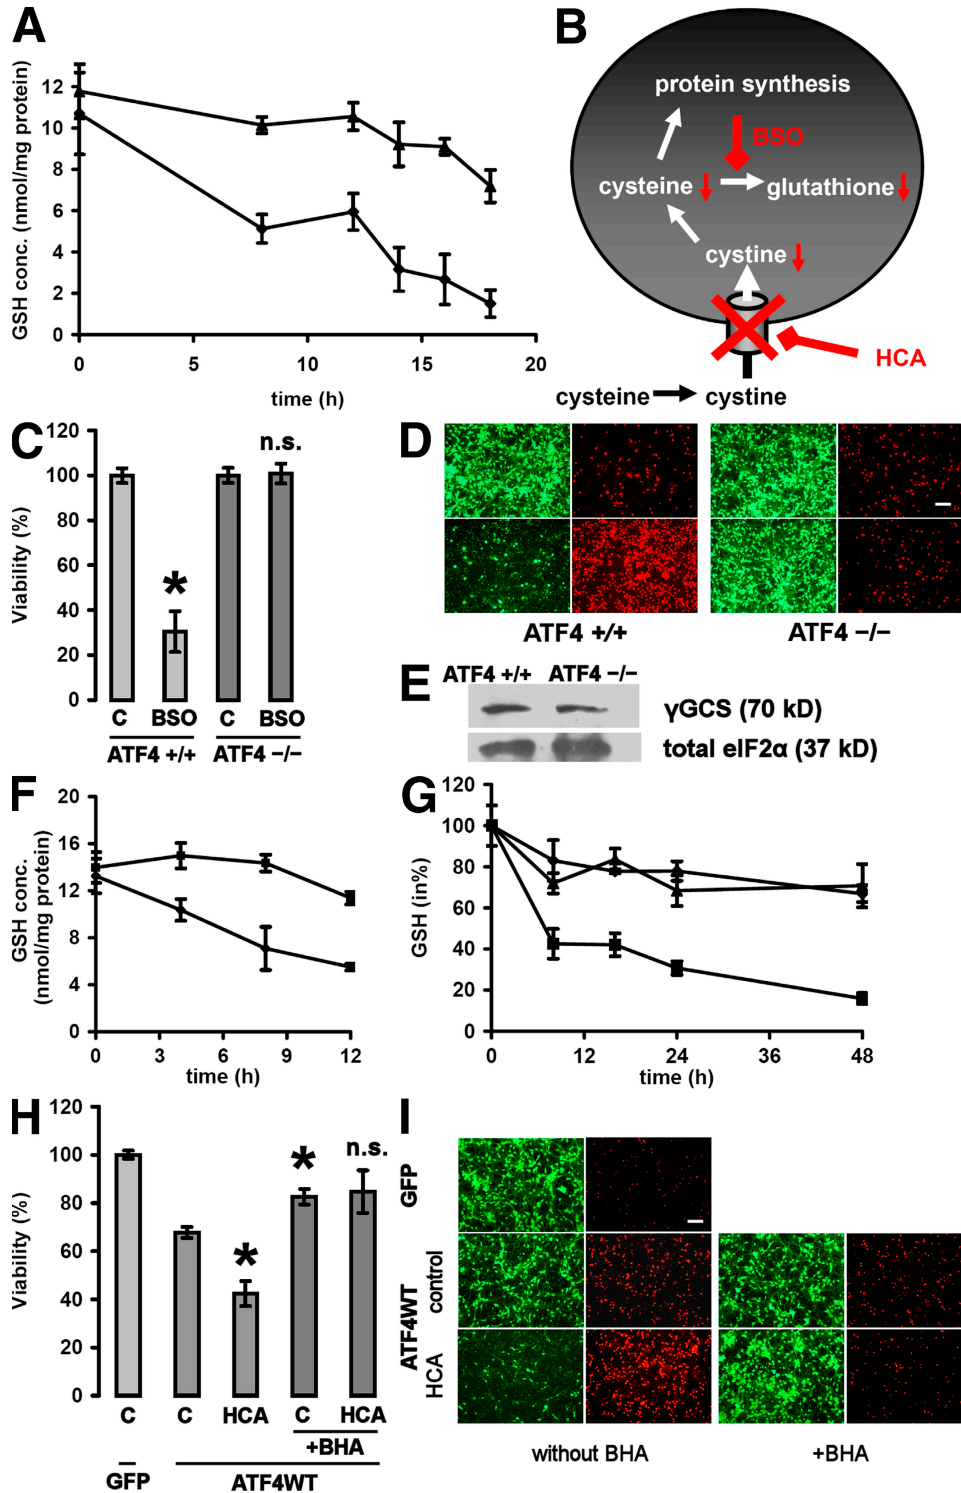 A
GSH conc. (nmol/mg protein)
12
10
8
6
4
2
0
0 5 10 15 20
time (h)
B
protein synthesis
BSO
cysteine glutathione
cystine
HCA
cysteine cystine
C
Viability (%)
120
100
80
60
40
20
0
n.s.
*
C BSO C BSO
ATF4 +/+ ATF4 −/−
D
ATF4 +/+ ATF4 −/−
E
ATF4 +/+ ATF4 −/−
γGCS (70 kD)
total eIF2α (37 kD)
F
GSH conc.
(nmol/mg protein)
20
16
12
8
4
0
0 3 6 9 12
time (h)
G
GSH (in%)
120
100
80
60
40
20
0
0 12 24 36 48
time (h)
H
Viability (%)
120
100
80
60
40
20
0
* * n.s.
C C HCA C HCA
+BHA
GFP ATF4WT
I
GFP
ATF4WT
control
HCA
without BHA +BHA